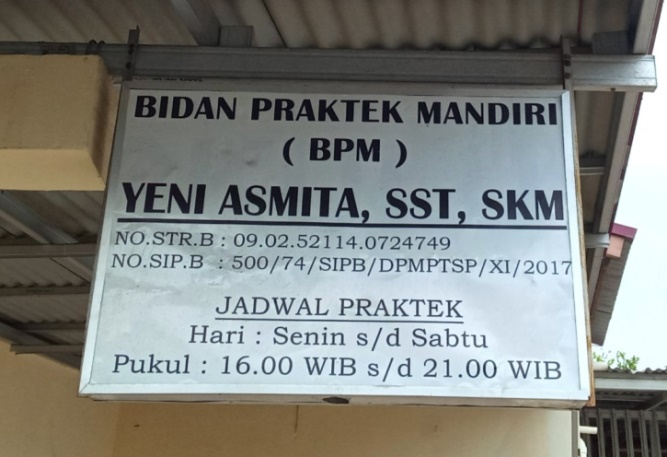 BIDAN PRAKTEK MANDIRI
( BPM )
YENI ASMITA, SST, SKM
NO.STR.B : 09.02.52114.0724749
NO.SIP.B : 500/74/SIPB/DPMPTSP/XI/2017
JADWAL PRAKTEK
Hari : Senin s/d Sabtu
Pukul : 16.00 WIB s/d 21.00 WIB